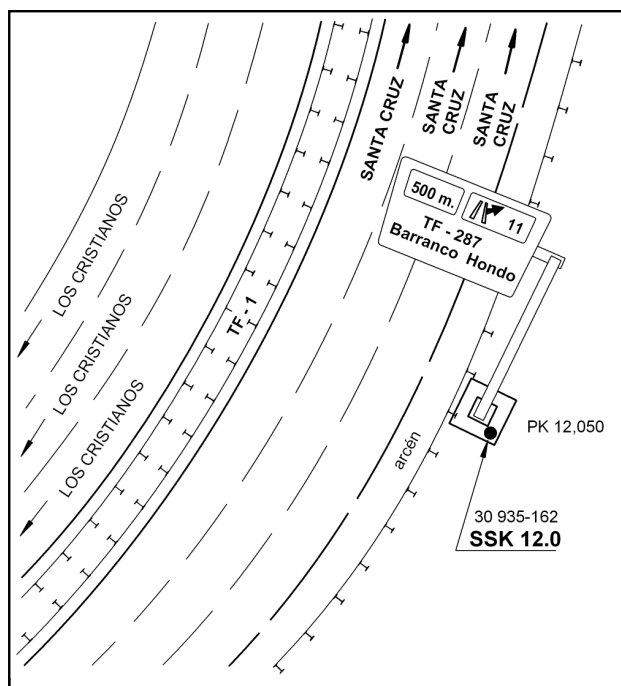 SANTA CRUZ
SANTA
CRUZ
SANTA
CRUZ
500 m.
11
TF - 287
Barranco Hondo
LOS CRISTIANOS
LOS CRISTIANOS
LOS CRISTIANOS
TF - 1
arcén
PK 12,050
30 935-162
SSK 12.0